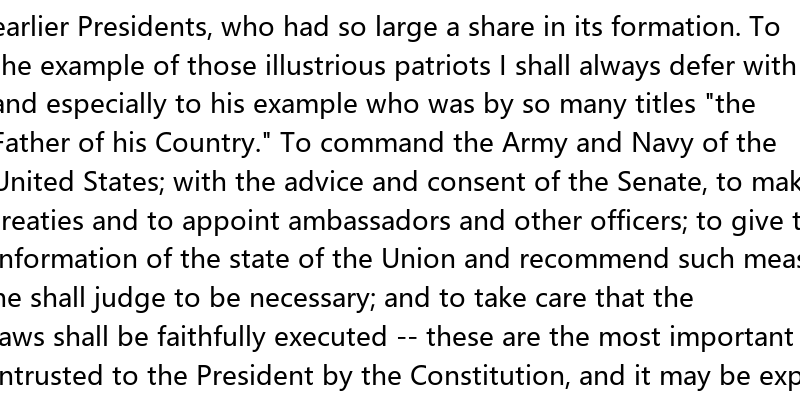 earlier Presidents, who had so large a share in its formation. To
the example of those illustrious patriots I shall always defer with
and especially to his example who was by so many titles "the
Father of his Country." To command the Army and Navy of the
United States; with the advice and consent of the Senate, to mak
treaties and to appoint ambassadors and other officers; to give t
nformation of the state of the Union and recommend such meas
he shall judge to be necessary; and to take care that the
aws shall be faithfully executed -- these are the most important
ntrusted to the President by the Constitution, and it may be exp